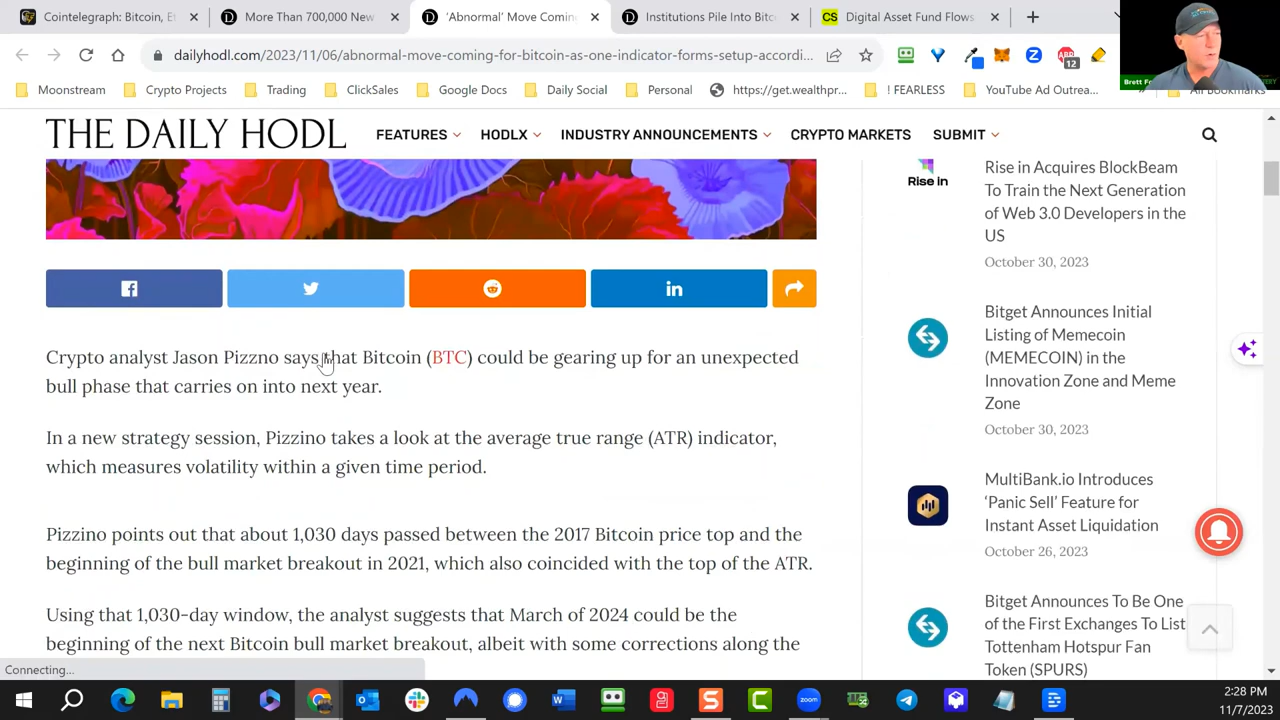 Cointelegraph: Bitcoin, Et
More Than 700,000 New
'Abnormal' Move Comin
Institutions Pile Into Bitc
CS Digital Asset Fund Flows
dailyhodl.com/2023/11/06/abnormal-move-coming-for-bitcoin-as-one-indicator-forms-setup-accordi...
12
Moonstream
Crypto Projects
Trading
ClickSales
Google Docs
Daily Social
Personal
https://get.wealthpr...
! FEARLESS
YouTube Ad Outrea...
All Bookmarks
THE DAILY HODL
FEATURES
HODLX
INDUSTRY ANNOUNCEMENTS
CRYPTO MARKETS
SUBMIT
Crypto analyst Jason Pizzno says that Bitcoin (BTC) could be gearing up for an unexpected
bull phase that carries on into next year.
In a new strategy session, Pizzino takes a look at the average true range (ATR) indicator,
which measures volatility within a given time period.
Pizzino points out that about 1,030 days passed between the 2017 Bitcoin price top and the
beginning of the bull market breakout in 2021, which also coincided with the top of the ATR.
Using that 1,030-day window, the analyst suggests that March of 2024 could be the
beginning of the next Bitcoin bull market breakout, albeit with some corrections along the
Rise in
Rise in Acquires BlockBeam
To Train the Next Generation
of Web 3.0 Developers in the
US
October 30, 2023
Bitget Announces Initial
Listing of Memecoin
(MEMECOIN) in the
Innovation Zone and Meme
Zone
October 30, 2023
MultiBank.io Introduces
'Panic Sell' Feature for
Instant Asset Liquidation
October 26, 2023
Bitget Announces To Be One
of the First Exchanges To List
Tottenham Hotspur Fan
Token (SPURS)
Connecting...
zoom
2:28 PM
11/7/2023